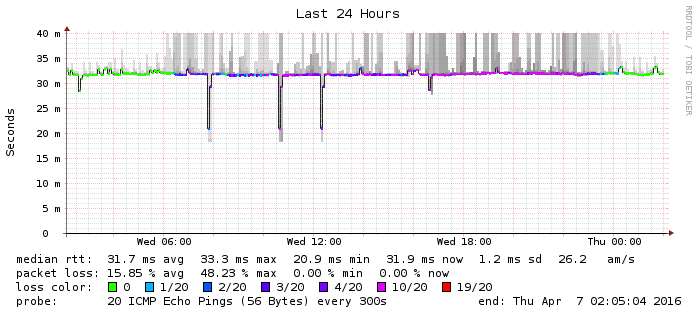 Last 24 Hours
RRDTOOL / TOBI OETIKER
Seconds
40 m
35 m
30 m
25 m
20 m
15 m
10 m
5 m
0
Wed 06:00 Wed 12:00 Wed 18:00 Thu 00:00
median rtt: 31.7 ms avg 33.3 ms max 20.9 ms min 31.9 ms now 1.2 ms sd 26.2 am/s
packet loss: 15.85 % avg 48.23 % max 0.00 % min 0.00 % now
loss color: 0 1/20 2/20 3/20 4/20 10/20 19/20
probe: 20 ICMP Echo Pings (56 Bytes) every 300s end: Thu Apr 7 02:05:04 2016